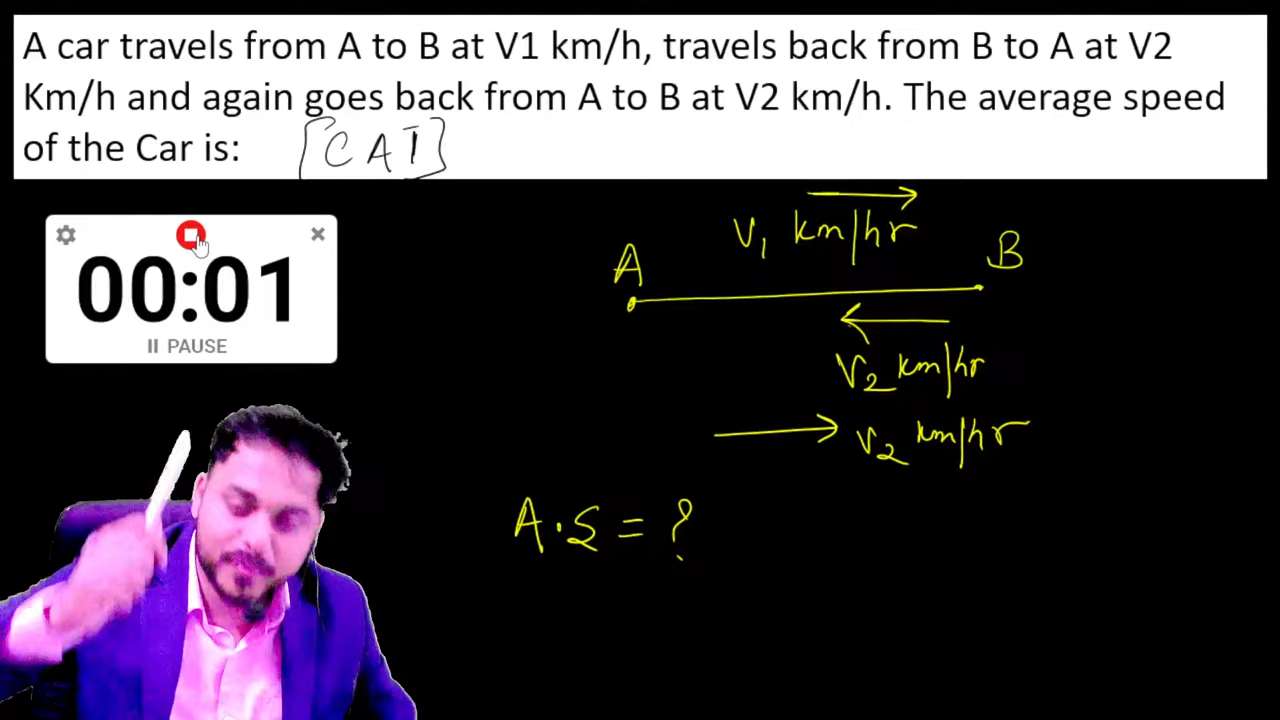 A car travels from A to B at V1 km/h, travels back from B to A at V2
Km/h and again goes back from A to B at V2 km/h. The average speed
of the Car is: [CAT]
V₁ km/hr
A
B
V₂ km/hr
V₂ km/hr
00:01
PAUSE
A.S = ?